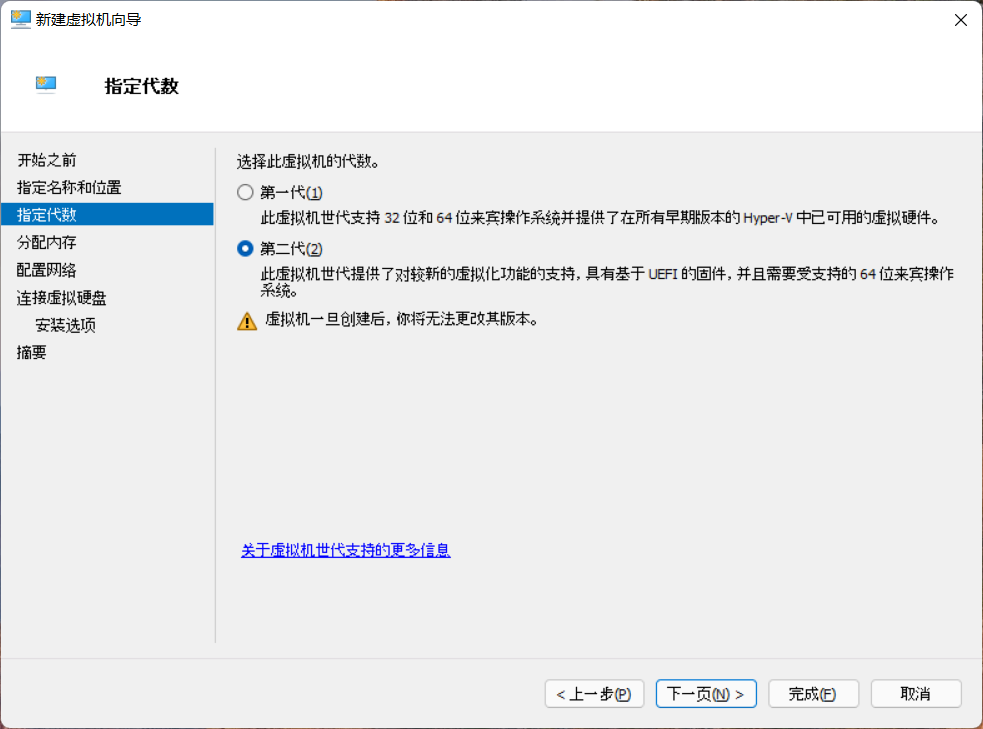 新建虚拟机向导
指定代数
开始之前
指定名称和位置
指定代数
分配内存
配置网络
连接虚拟硬盘
安装选项
摘要
选择此虚拟机的代数。
第一代(1)
此虚拟机世代支持 32 位和 64 位来宾操作系统并提供了在所有早期版本的 Hyper-V 中已可用的虚拟硬件。
第二代(2)
此虚拟机世代提供了对较新的虚拟化功能的支持, 具有基于 UEFI 的固件, 并且需要受支持的 64 位来宾操作
系统。
虚拟机一旦创建后, 你将无法更改其版本。
关于虚拟机世代支持的更多信息
< 上一步(P)
下一页(N) >
完成(F)
取消